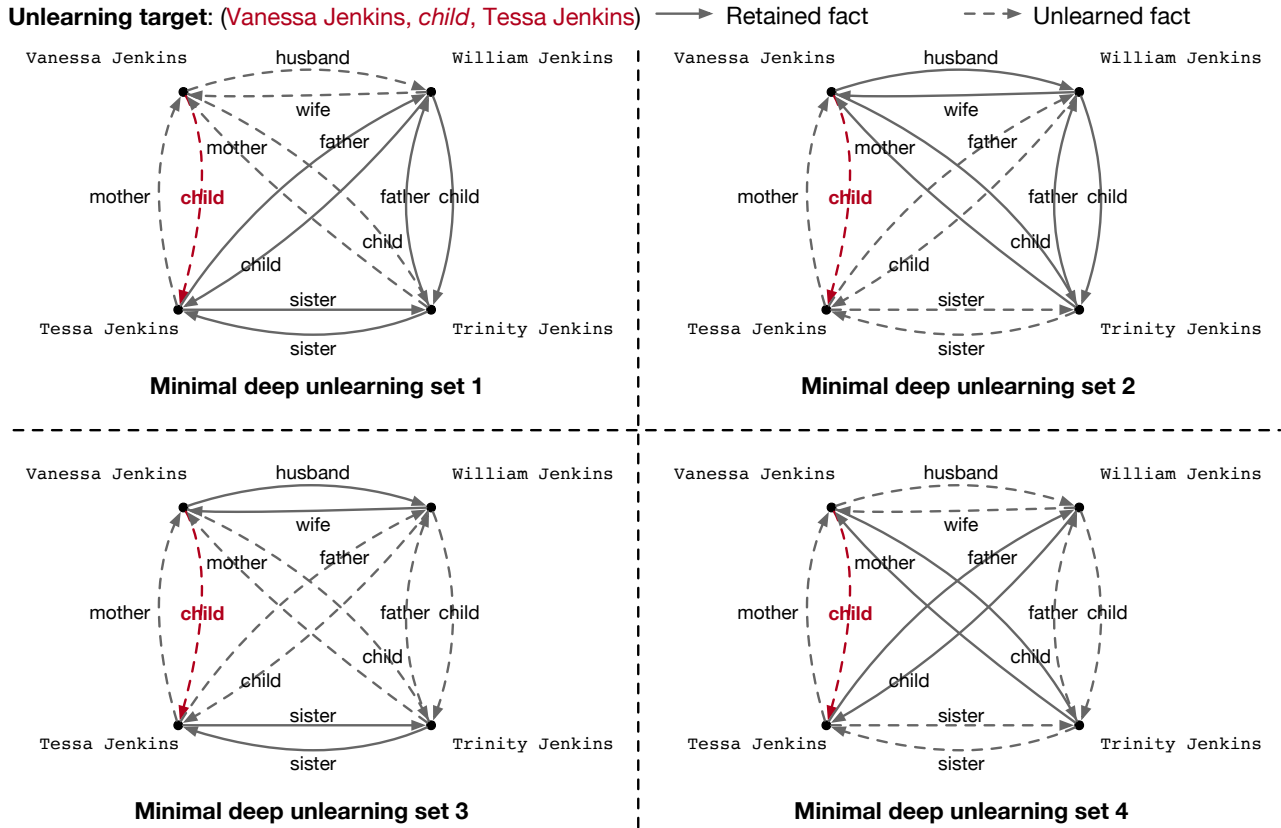 Unlearning target: (Vanessa Jenkins, child, Tessa Jenkins) Retained fact Unlearned fact
Vanessa Jenkins husband William Jenkins
wife
mother father
mother child father child
child child
sister
Tessa Jenkins Trinity Jenkins
sister
Minimal deep unlearning set 1
Vanessa Jenkins husband William Jenkins
wife
mother father
mother child father child
child child
sister
Tessa Jenkins Trinity Jenkins
sister
Minimal deep unlearning set 2
Vanessa Jenkins husband William Jenkins
wife
mother father
mother child father child
child child
sister
Tessa Jenkins Trinity Jenkins
sister
Minimal deep unlearning set 3
Vanessa Jenkins husband William Jenkins
wife
mother father
mother child father child
child child
sister
Tessa Jenkins Trinity Jenkins
sister
Minimal deep unlearning set 4